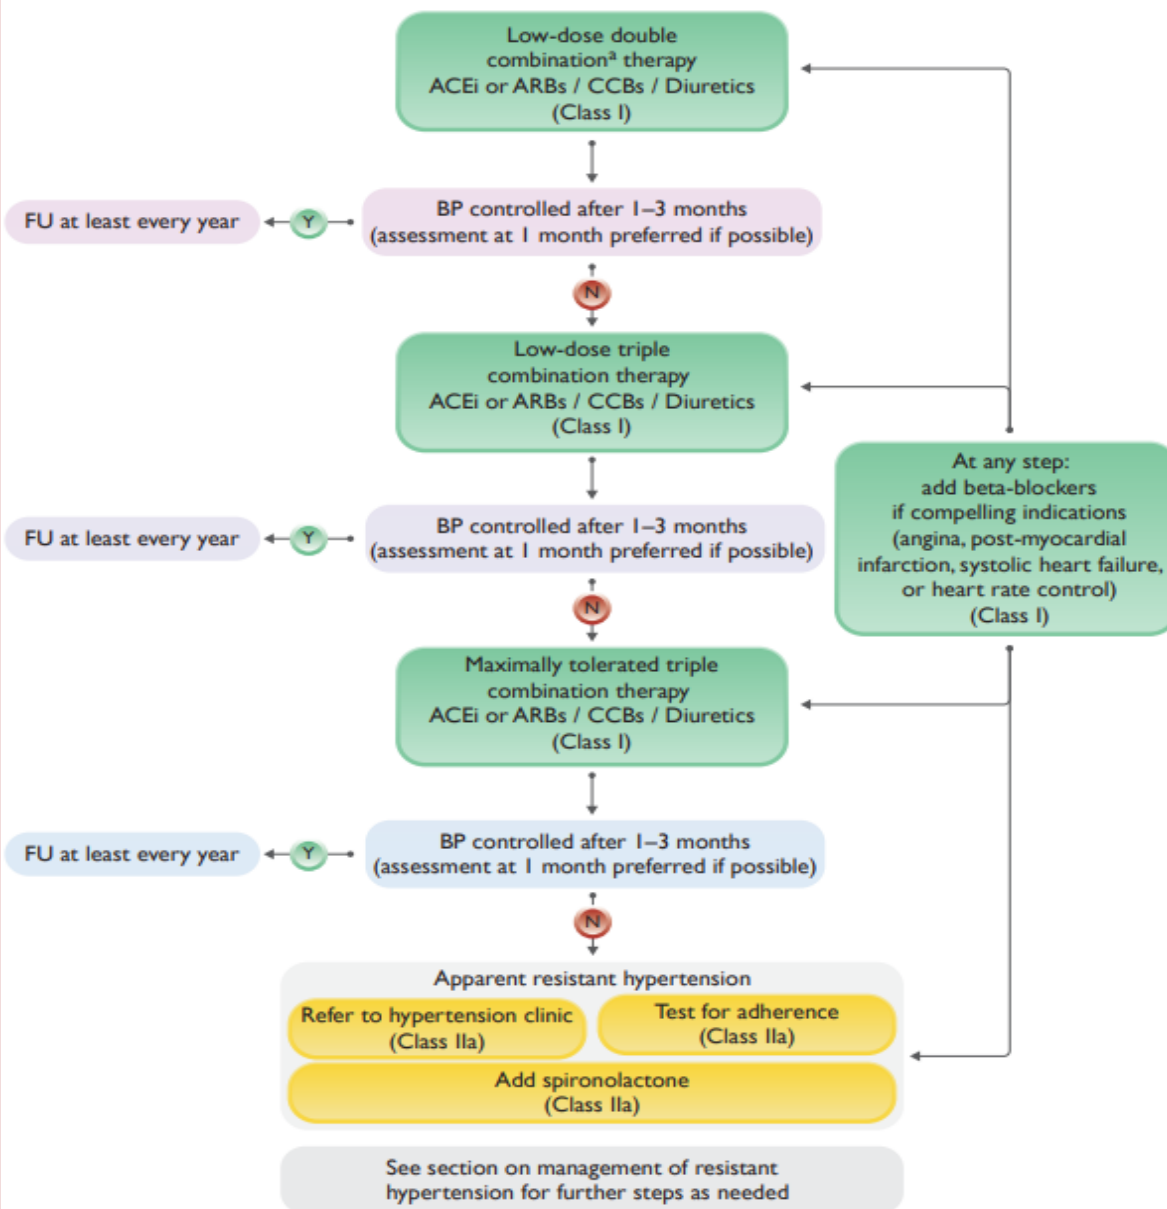 Low-dose double
combinationᵃ therapy
ACEi or ARBs / CCBs / Diuretics
(Class I)
FU at least every year
Y
BP controlled after 1–3 months
(assessment at 1 month preferred if possible)
N
Low-dose triple
combination therapy
ACEi or ARBs / CCBs / Diuretics
(Class I)
At any step:
add beta-blockers
if compelling indications
(angina, post-myocardial
infarction, systolic heart failure,
or heart rate control)
(Class I)
FU at least every year
Y
BP controlled after 1–3 months
(assessment at 1 month preferred if possible)
N
Maximally tolerated triple
combination therapy
ACEi or ARBs / CCBs / Diuretics
(Class I)
FU at least every year
Y
BP controlled after 1–3 months
(assessment at 1 month preferred if possible)
N
Apparent resistant hypertension
Refer to hypertension clinic
(Class IIa)
Test for adherence
(Class IIa)
Add spironolactone
(Class IIa)
See section on management of resistant
hypertension for further steps as needed